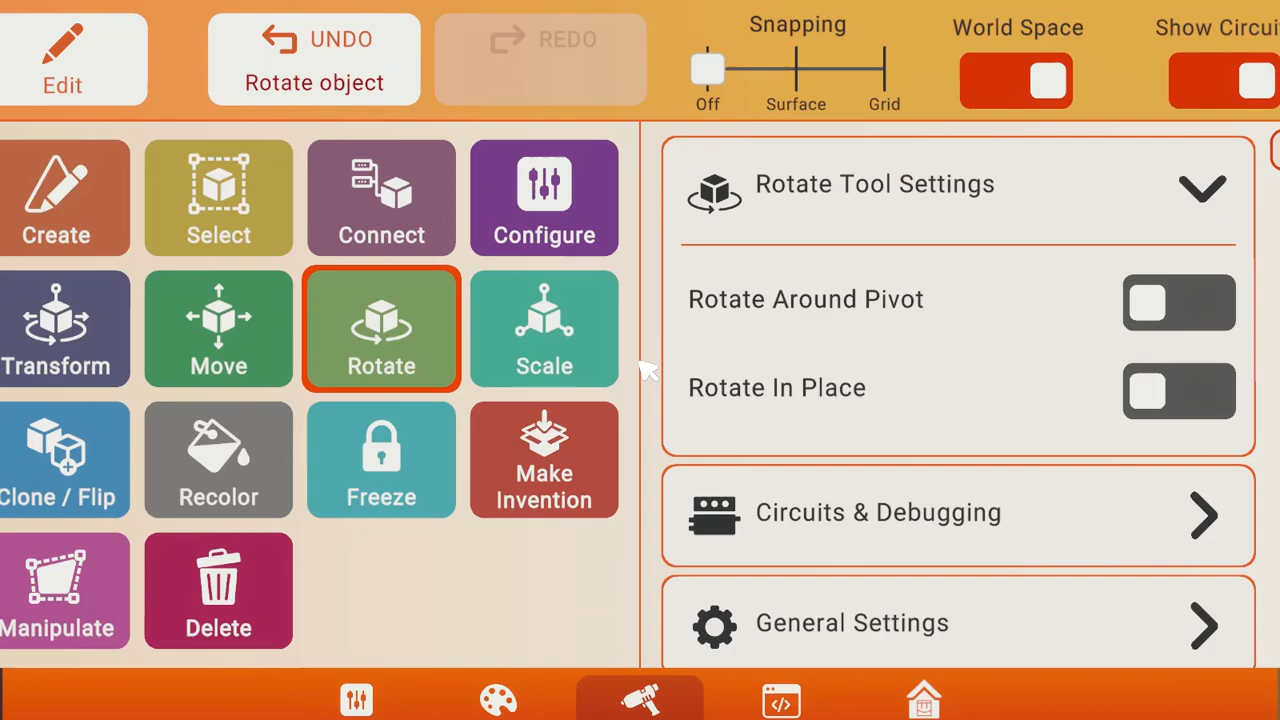 Edit
UNDO
Rotate object
REDO
Snapping
Off
Surface
Grid
World Space
Show Circui
Create
Select
Connect
Configure
Transform
Move
Rotate
Scale
Clone / Flip
Recolor
Freeze
Make
Invention
Manipulate
Delete
Rotate Tool Settings
Rotate Around Pivot
Rotate In Place
Circuits & Debugging
General Settings